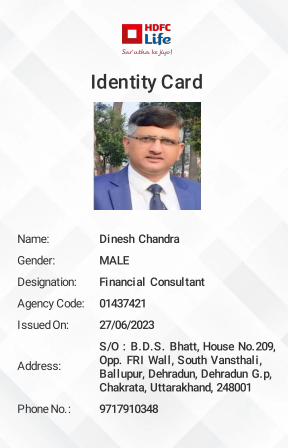 HDFC
Life
Sar utha ke jiyo!
Identity Card
Name: Dinesh Chandra
Gender: MALE
Designation: Financial Consultant
Agency Code: 01437421
Issued On: 27/06/2023
Address: S/O : B.D.S. Bhatt, House No.209,
Opp. FRI Wall, South Vansthali,
Ballupur, Dehradun, Dehradun G.p,
Chakrata, Uttarakhand, 248001
Phone No.: 9717910348